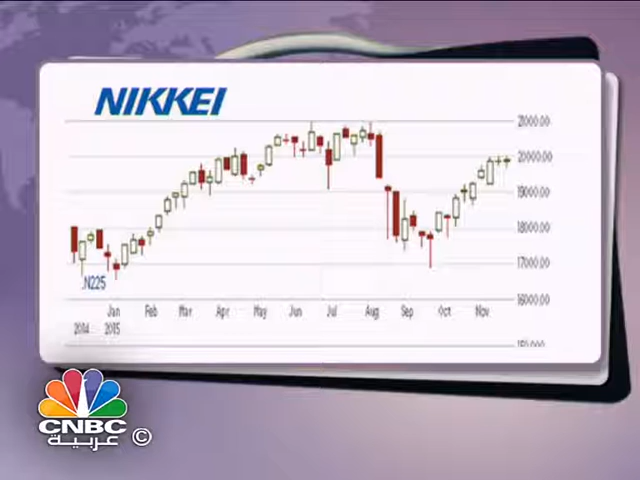 NIKKEI
21000.00
20000.00
19000.00
18000.00
17000.00
.N225
16000.00
Jan Feb Mar Apr May Jun Jul Aug Sep Oct Nov
2014 2015
CNBC
عربية ©